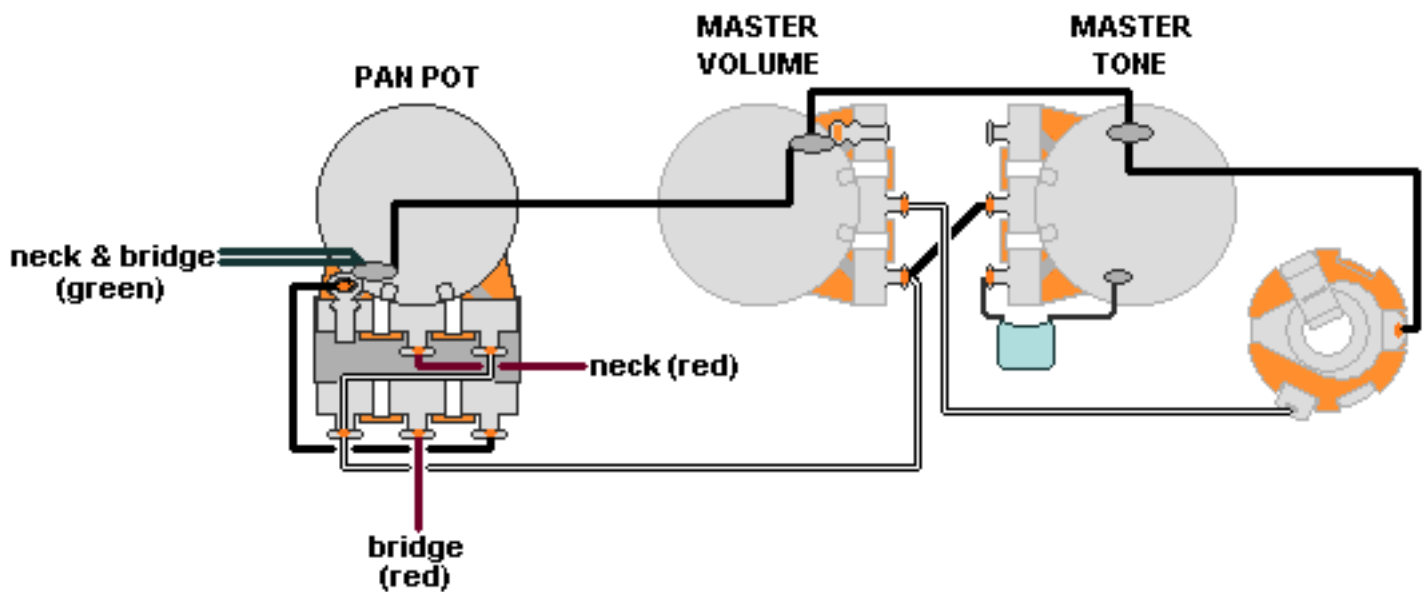 MASTER
VOLUME
MASTER
TONE
PAN POT
neck & bridge
(green)
neck (red)
bridge
(red)